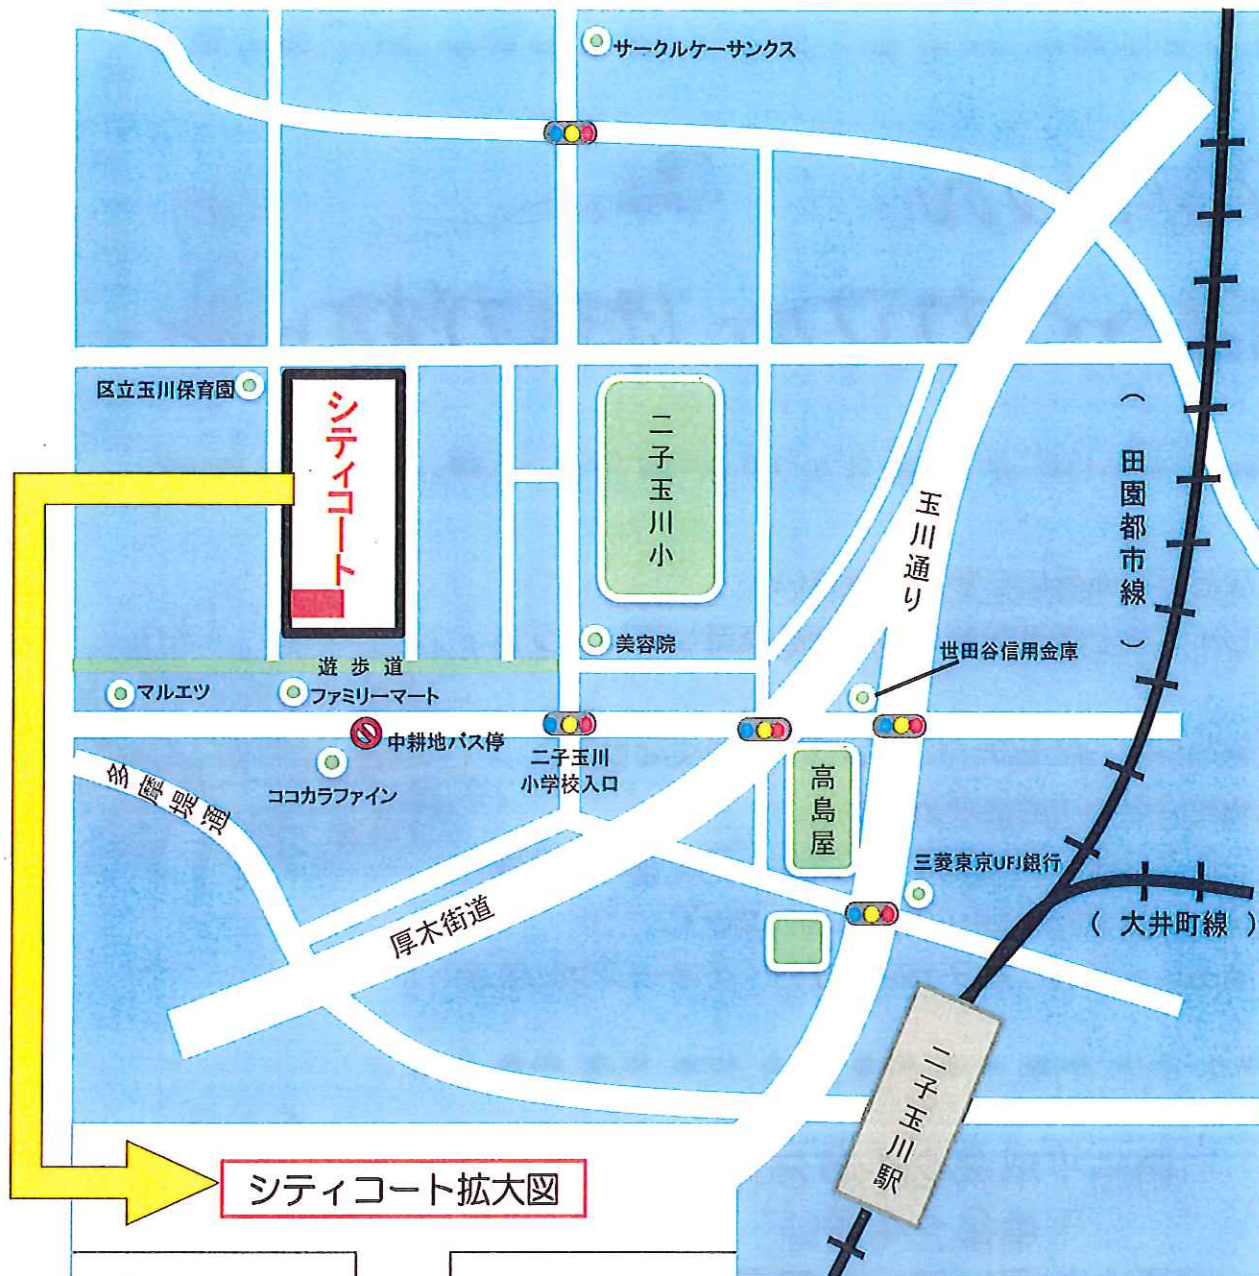 サークルケーサンクス
区立玉川保育園
シティコート
二子玉川小
玉川通り
（田園都市線）
美容院
世田谷信用金庫
遊歩道
マルエツ
ファミリーマート
中耕地バス停
二子玉川
小学校入口
ココカラファイン
多摩堤通
高島屋
三菱東京UFJ銀行
厚木街道
（大井町線）
二子玉川駅
シティコート拡大図